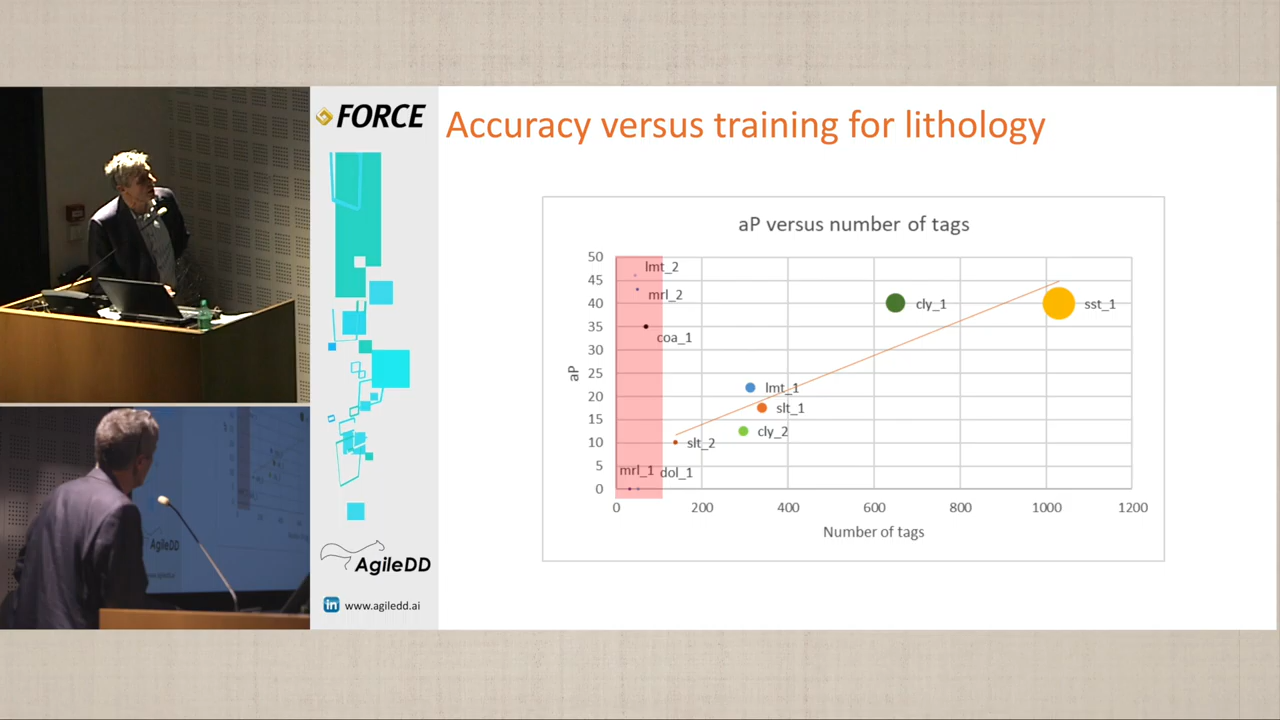 FORCE
Accuracy versus training for lithology
aP versus number of tags
50
45
40
35
30
25
20
15
10
5
0
aP
lmt_2
mrl_2
coa_1
cly_1
sst_1
lmt_1
slt_1
cly_2
slt_2
mrl_1
dol_1
0
200
400
600
800
1000
1200
Number of tags
AgileDD
in
www.agiledd.ai
AgileDD